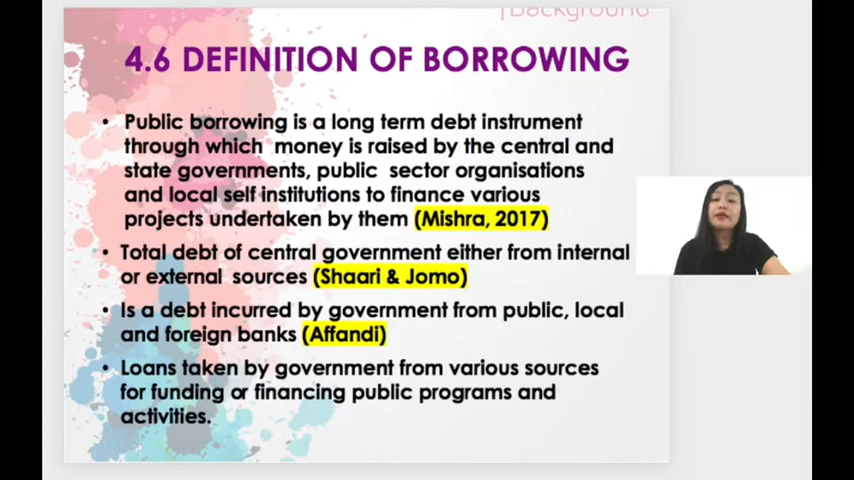 |Background
4.6 DEFINITION OF BORROWING
• Public borrowing is a long term debt instrument
through which money is raised by the central and
state governments, public sector organisations
and local self institutions to finance various
projects undertaken by them (Mishra, 2017)
• Total debt of central government either from internal
or external sources (Shaari & Jomo)
• Is a debt incurred by government from public, local
and foreign banks (Affandi)
• Loans taken by government from various sources
for funding or financing public programs and
activities.